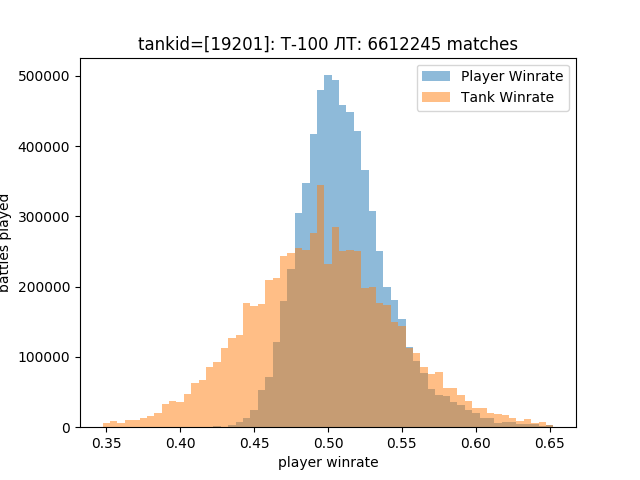 tankid=[19201]: Т-100 ЛТ: 6612245 matches
Player Winrate
Tank Winrate
500000
400000
300000
200000
100000
0
battles played
0.35 0.40 0.45 0.50 0.55 0.60 0.65
player winrate